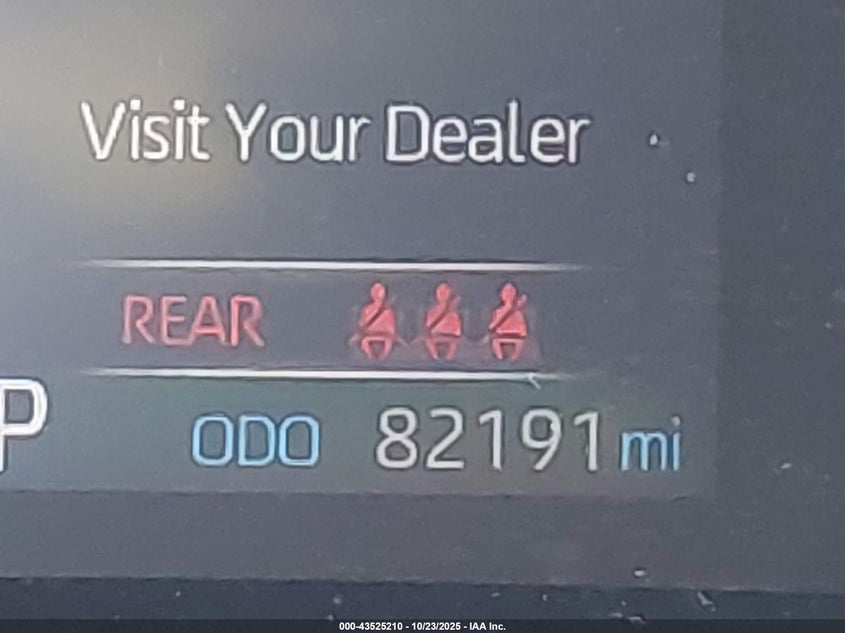 Visit Your Dealer
REAR
P
ODO 82191 mi
000-43525210 - 10/23/2025 - IAA Inc.